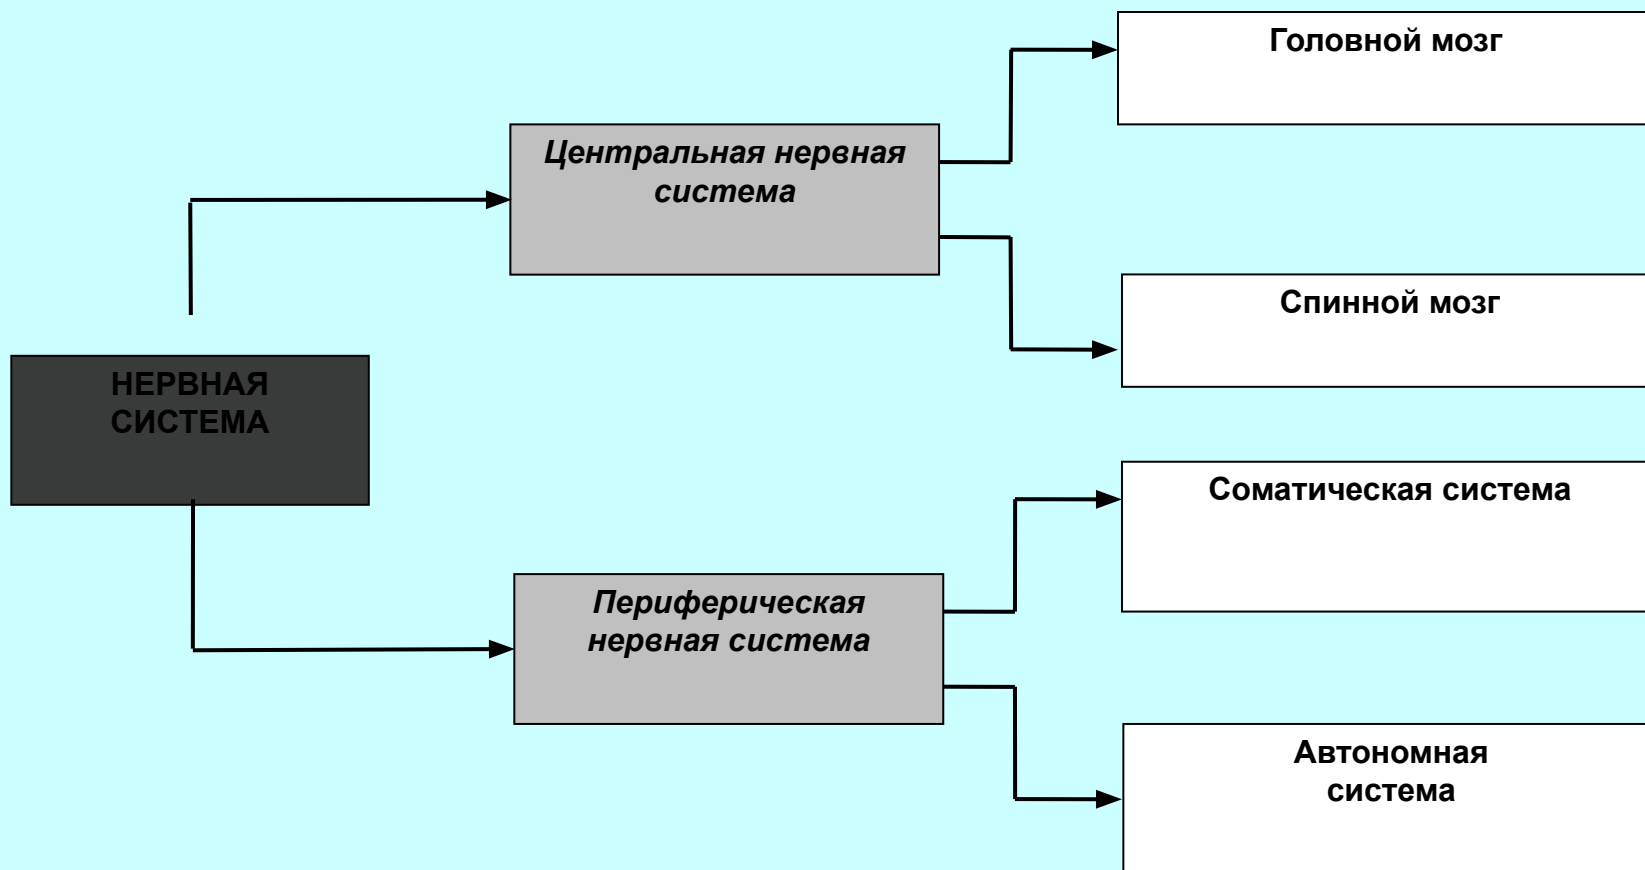 Головной мозг
Центральная нервная
система
Спинной мозг
НЕРВНАЯ
СИСТЕМА
Соматическая система
Периферическая
нервная система
Автономная
система